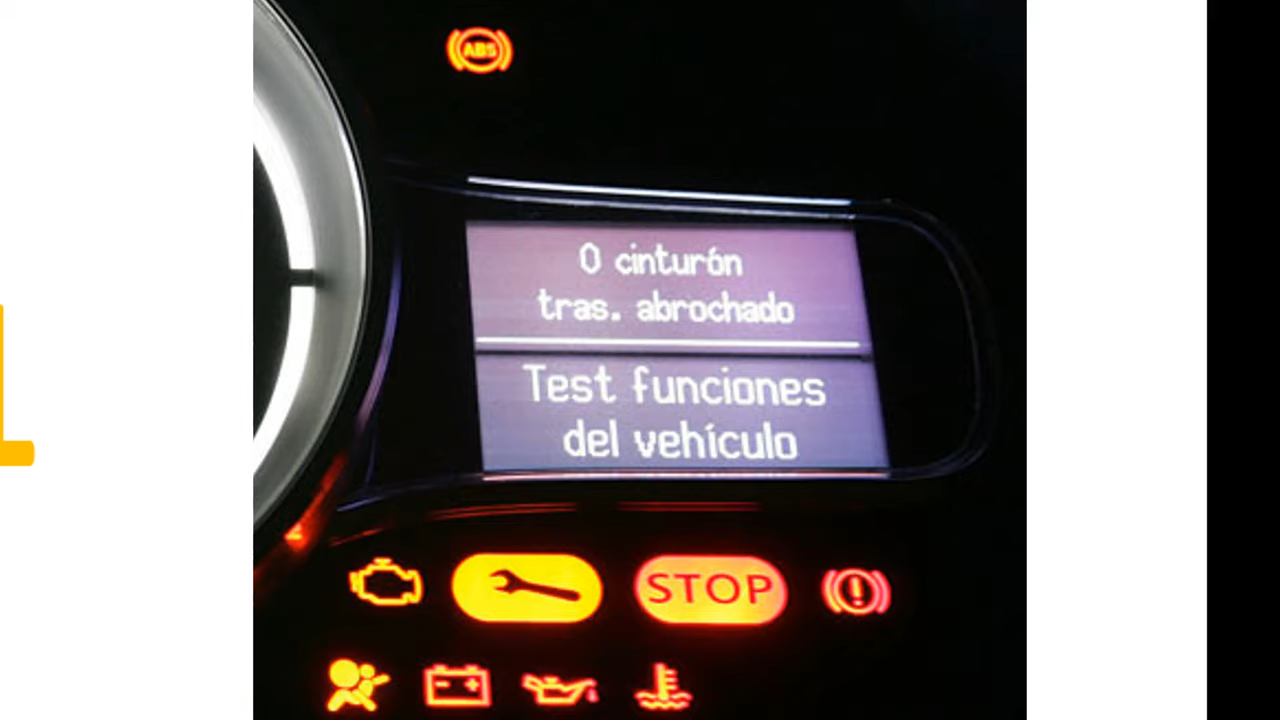 ABS
0 cinturón
tras. abrochado
Test funciones
del vehículo
STOP